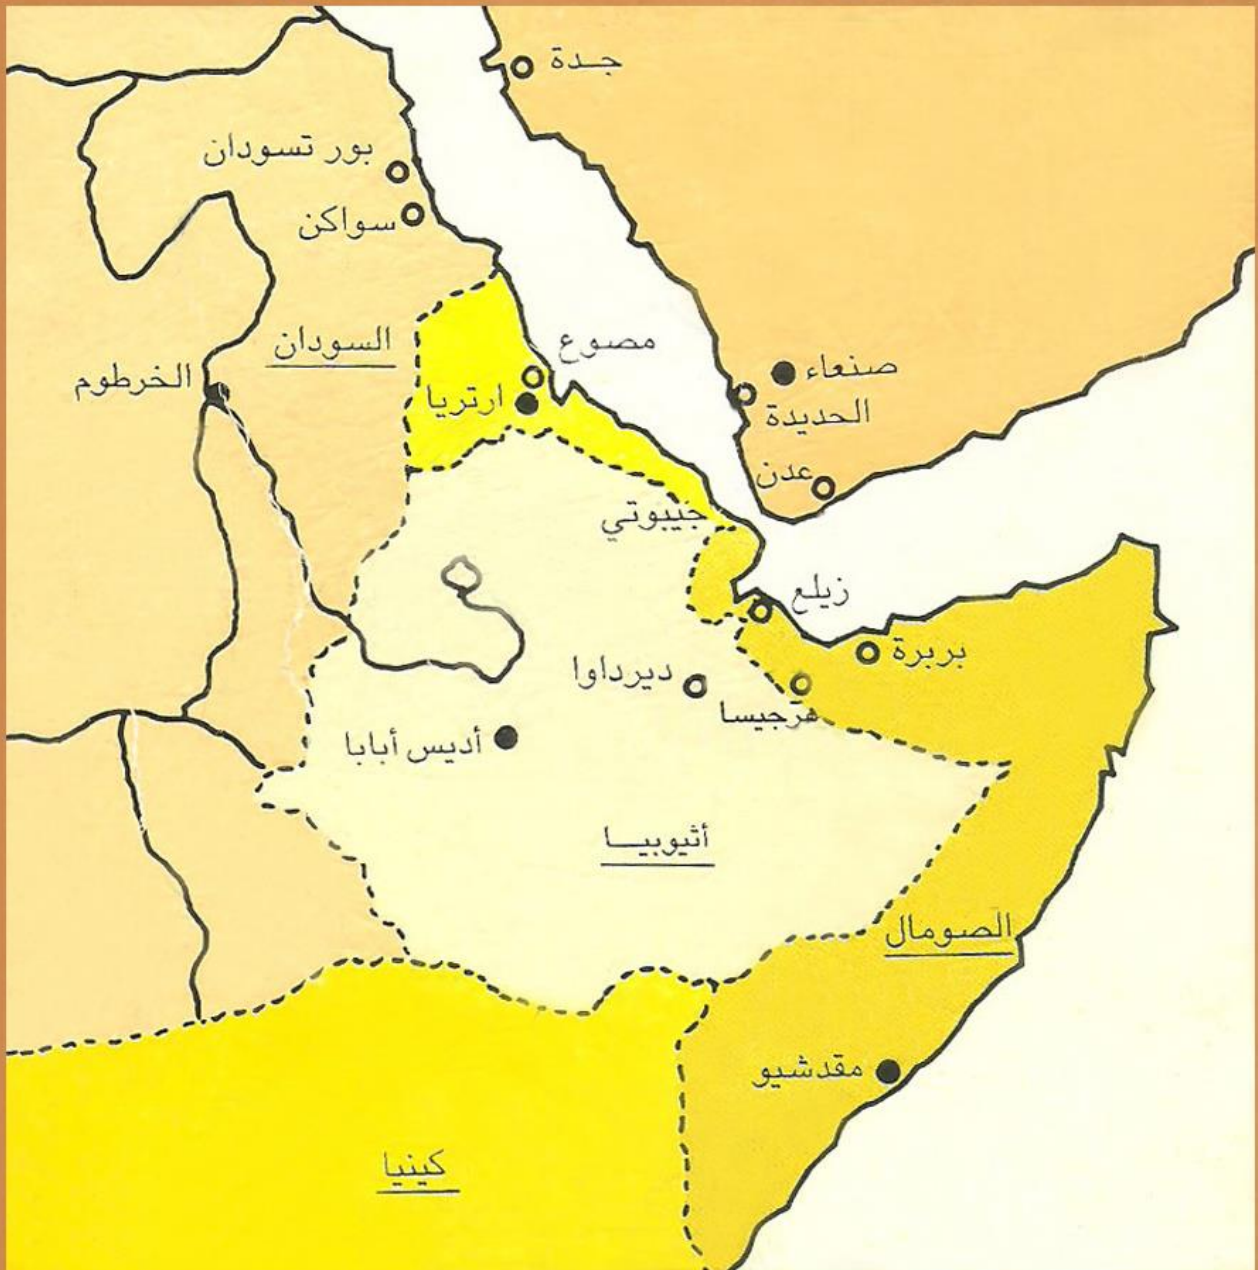 جدة
بور تسودان
سواكن
السودان
مصوع
صنعاء
الخرطوم
ارتريا
الحديدة
عدن
جيبوتي
زيلع
بربرة
ديرداوا
هرجيسا
أديس أبابا
أثيوبيا
الصومال
مقدشيو
كينيا